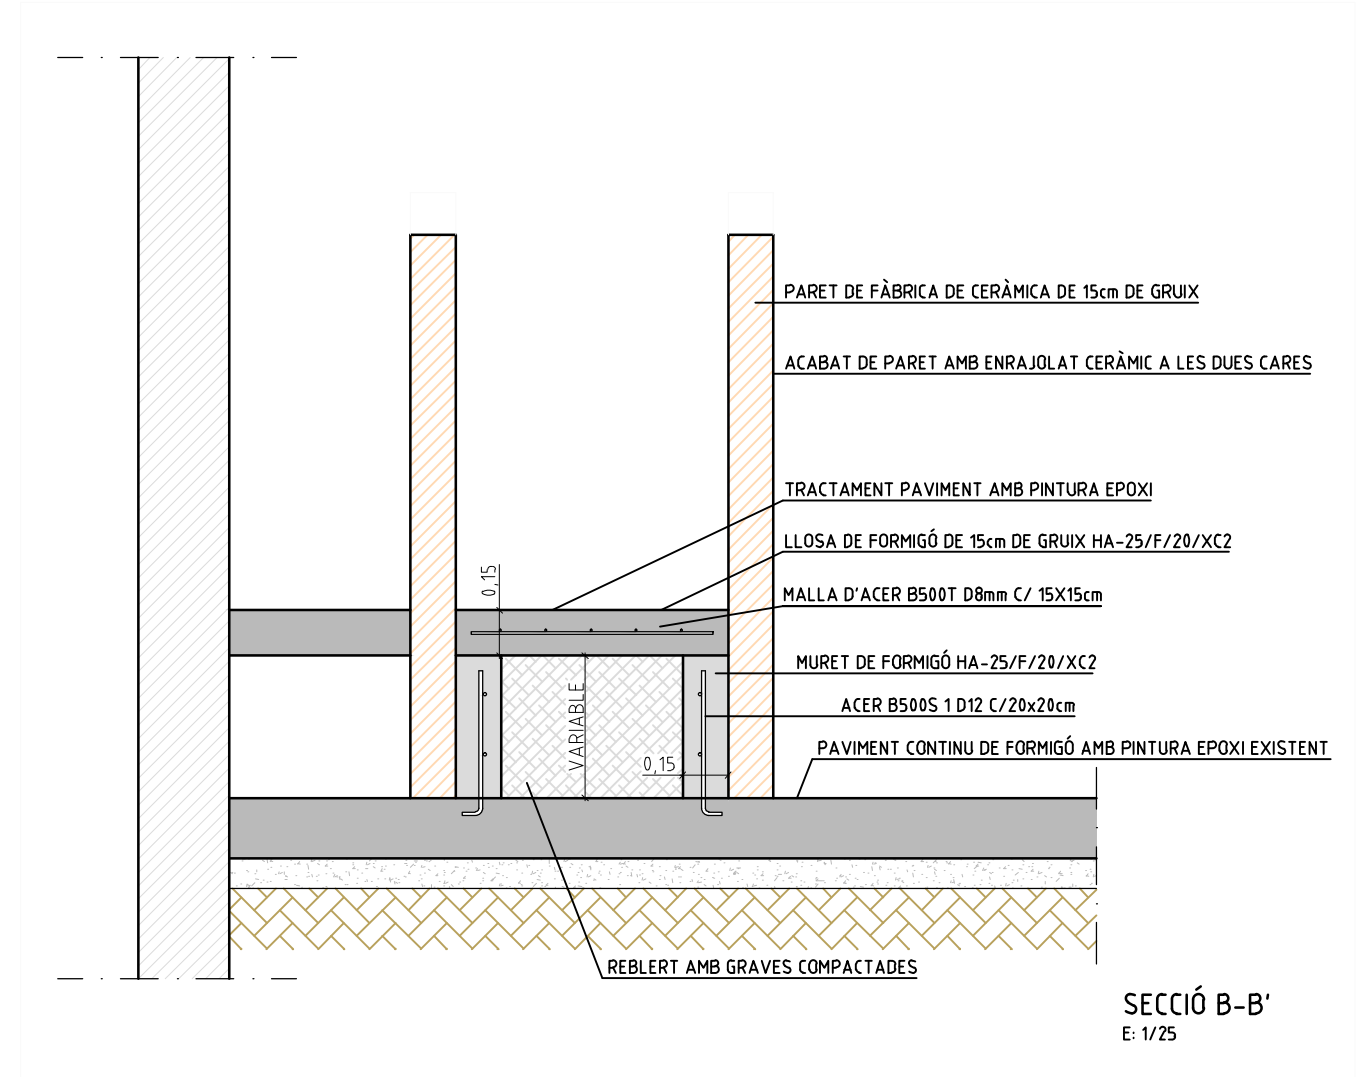 PARET DE FÀBRICA DE CERÀMICA DE 15cm DE GRUIX
ACABAT DE PARET AMB ENRAJOLAT CERÀMIC A LES DUES CARES
TRACTAMENT PAVIMENT AMB PINTURA EPOXI
LLOSA DE FORMIGÓ DE 15cm DE GRUIX HA-25/F/20/XC2
0,15
MALLA D'ACER B500T D8mm C/ 15X15cm
MURET DE FORMIGÓ HA-25/F/20/XC2
VARIABLE
ACER B500S 1 D12 C/20x20cm
PAVIMENT CONTINU DE FORMIGÓ AMB PINTURA EPOXI EXISTENT
0,15
REBLERT AMB GRAVES COMPACTADES
SECCIÓ B-B'
E: 1/25